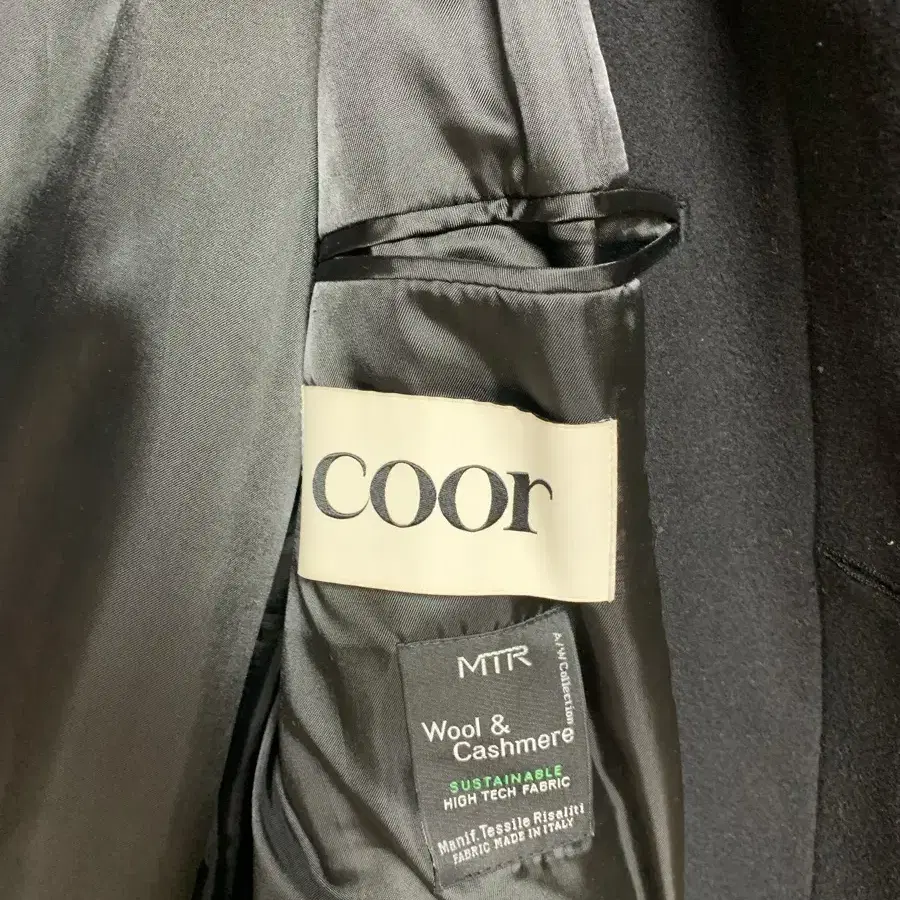 coor
MTR
A/W Collection
Wool &
Cashmere
SUSTAINABLE
HIGH TECH FABRIC
Manif. Tessile Risaliti
FABRIC MADE IN ITALY